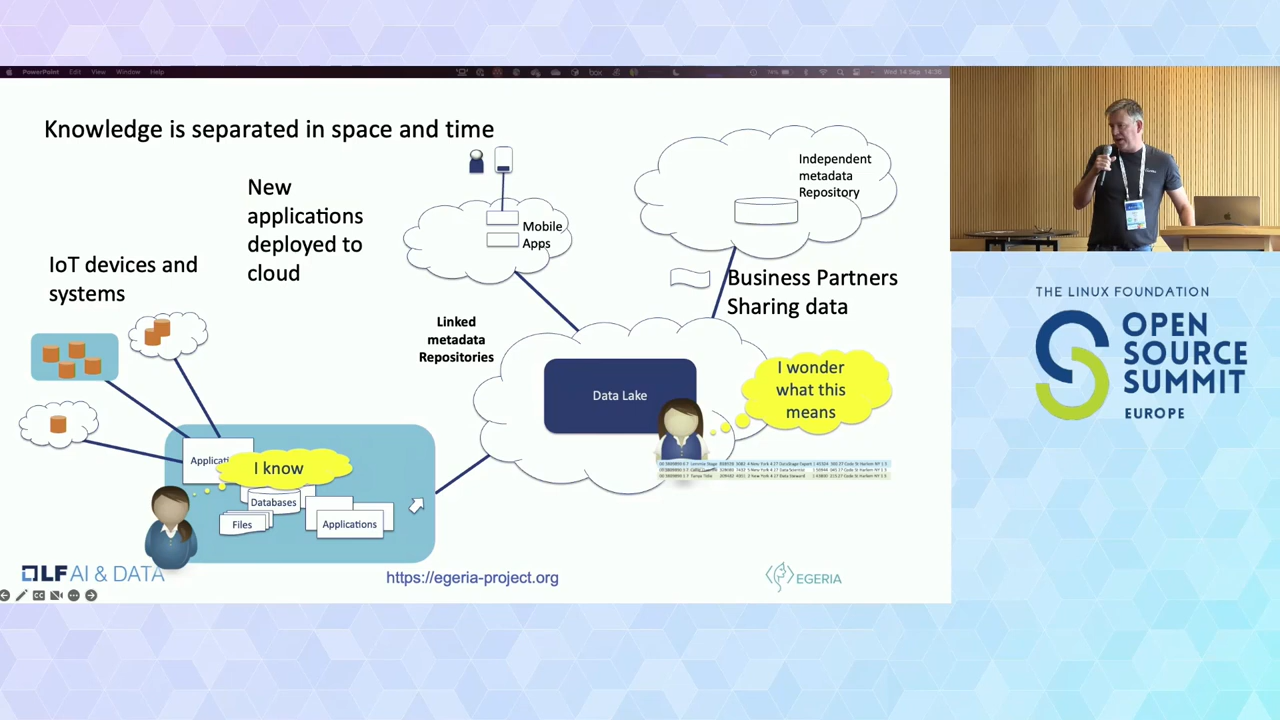 PowerPoint Edit View Window Help
Wed 14 Sep
Knowledge is separated in space and time
New
applications
deployed to
cloud
IoT devices and
systems
Mobile
Apps
Independent
metadata
Repository
Business Partners
Sharing data
Linked
metadata
Repositories
Data Lake
I wonder
what this
means
I know
Databases
Files
Applications
LF AI & DATA
https://egeria-project.org
EGERIA
THE LINUX FOUNDATION
OPEN
SOURCE
SUMMIT
EUROPE